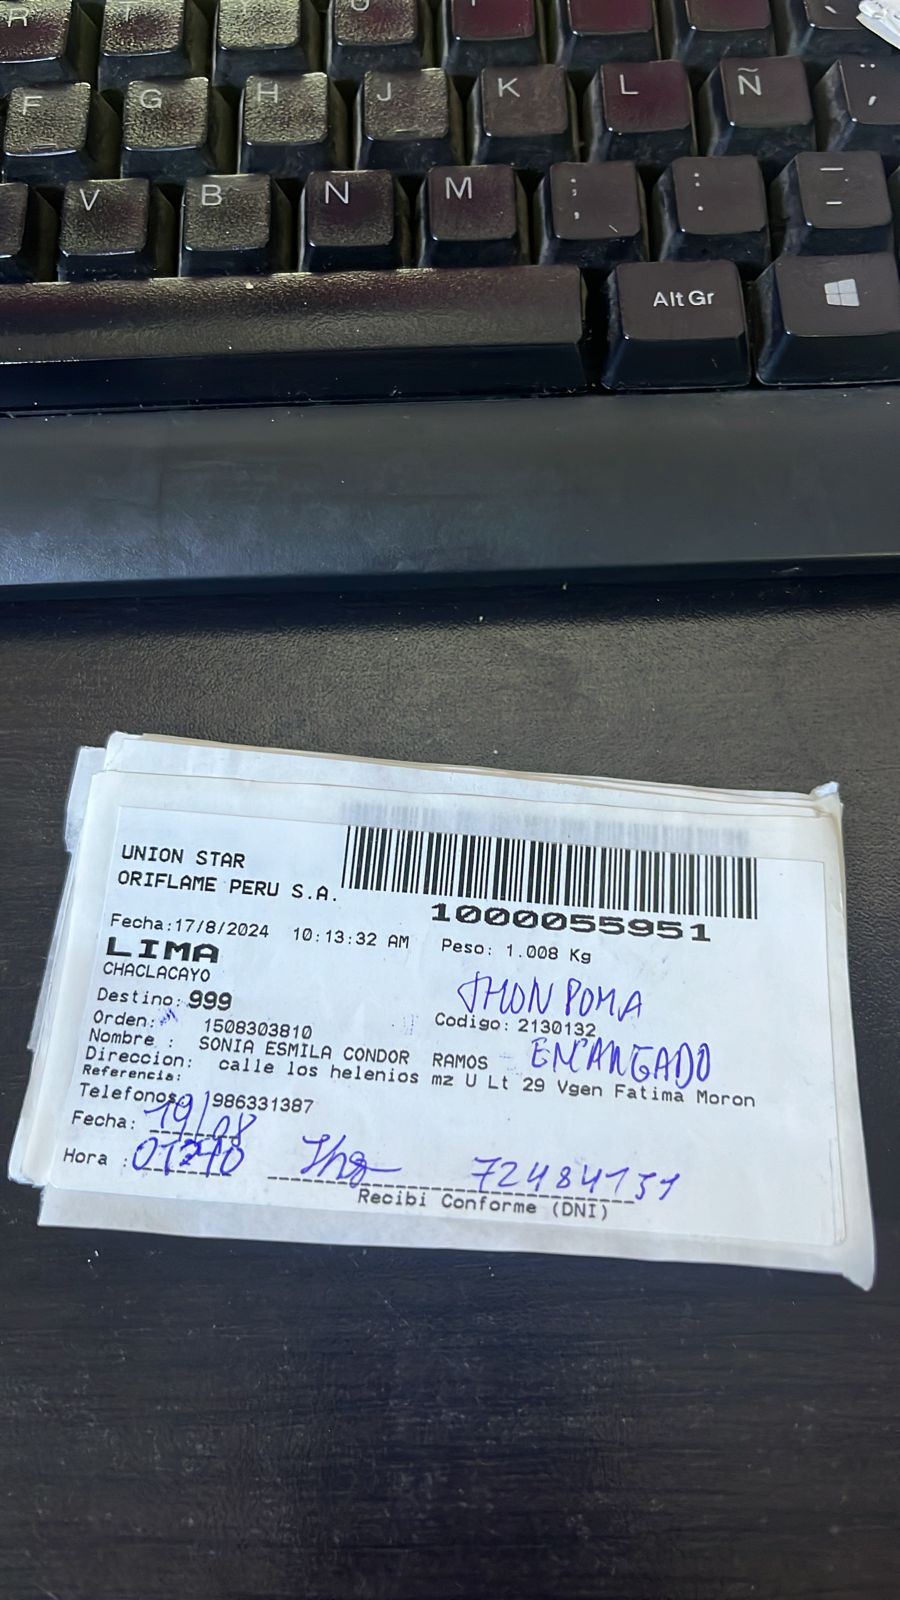 R T Y U I
F G H J K L Ñ
V B N M ; : _
, . -
Alt Gr
UNION STAR
ORIFLAME PERU S.A.
1000055951
Fecha:17/8/2024 10:13:32 AM Peso: 1.008 Kg
LIMA
CHACLACAYO
JHON POMA
Destino: 999
Orden: 1508303810 Codigo: 2130132
ENCARGADO
Nombre : SONIA ESMILA CONDOR RAMOS
Direccion: calle los helenios mz U Lt 29 Vgen Fatima Moron
Referencia:
Telefonos: 986331387
Fecha: 19/08
Hora : 72484151
Recibi Conforme (DNI)